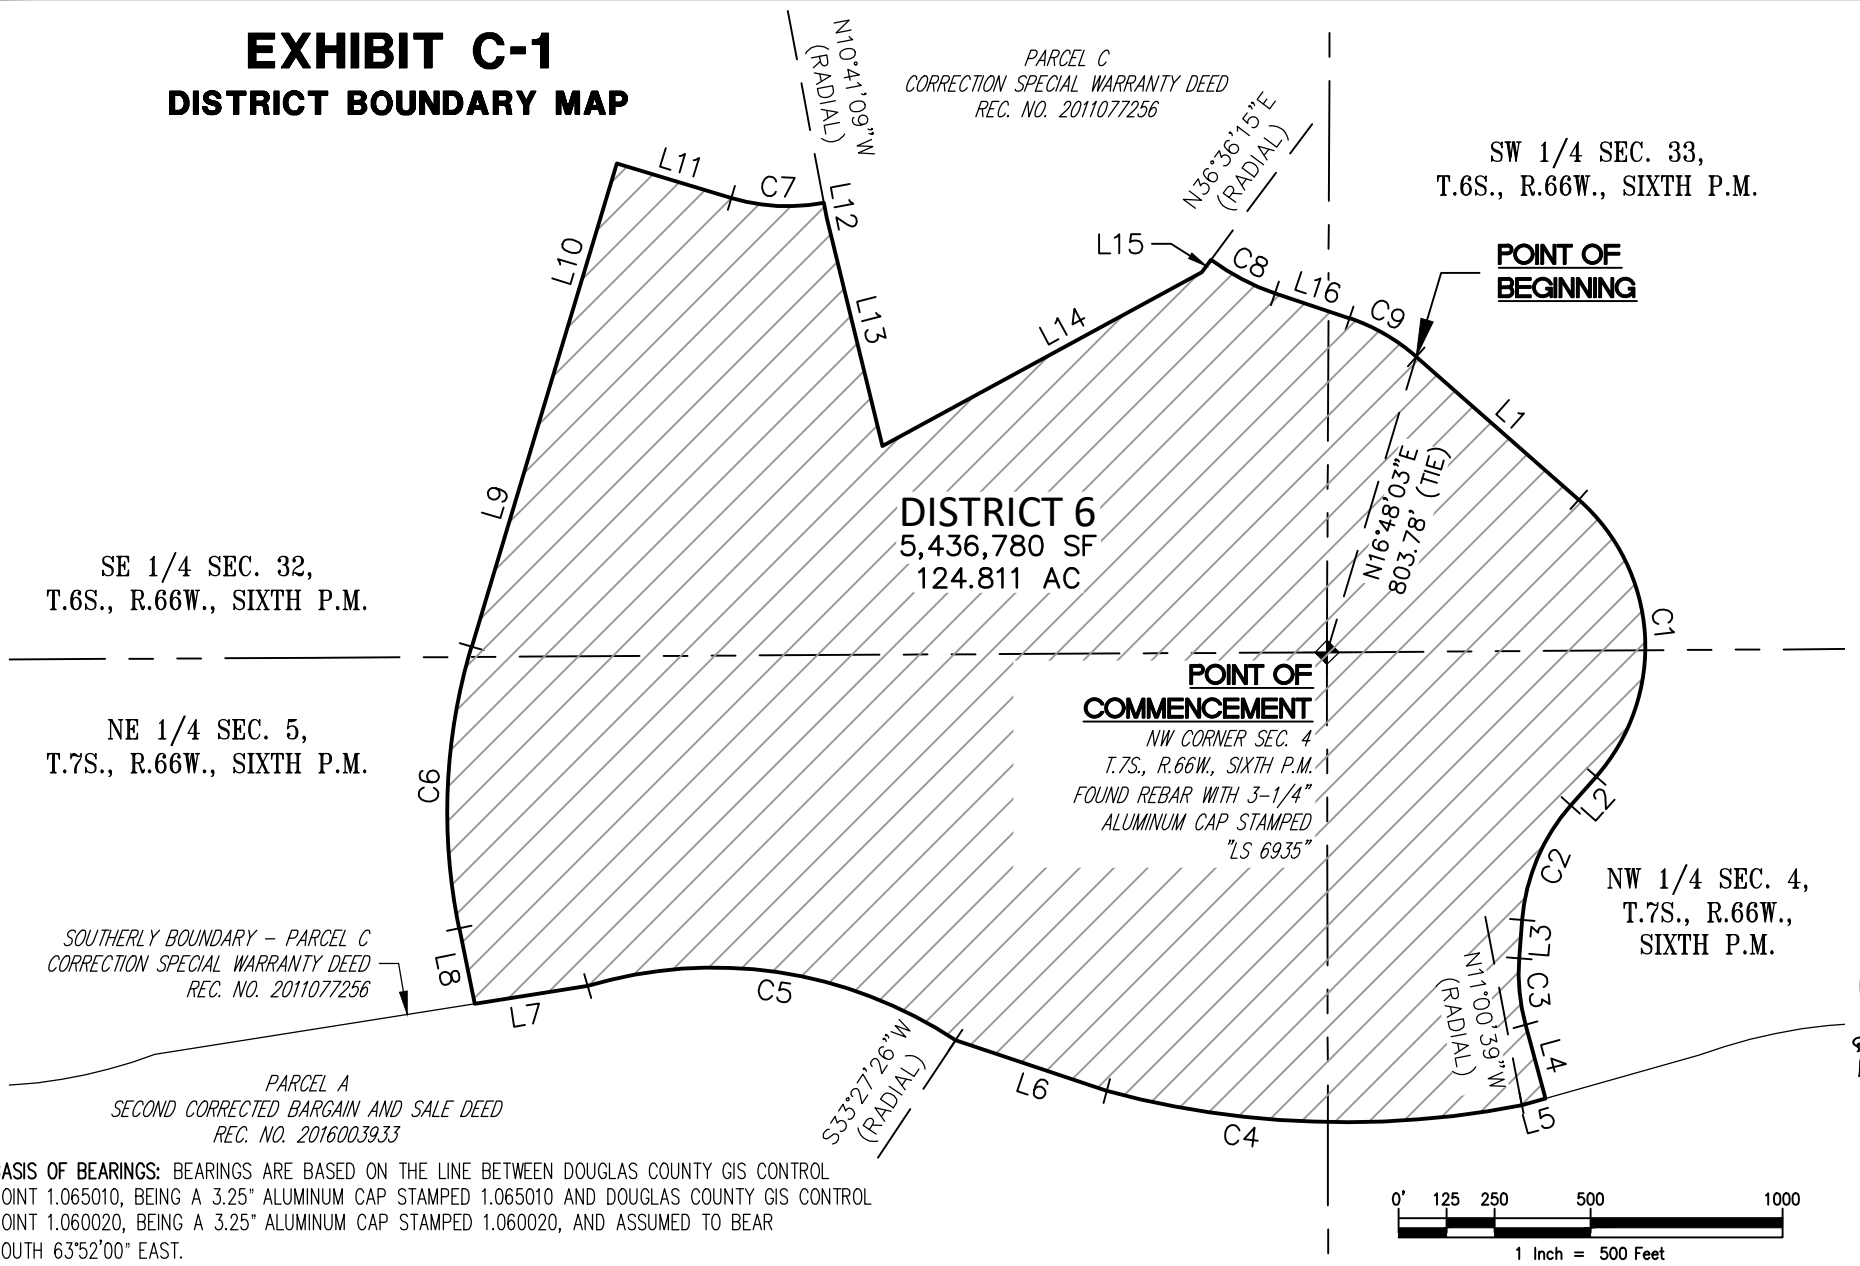 EXHIBIT C-1
DISTRICT BOUNDARY MAP
N10°41'09"W
(RADIAL)
PARCEL C
CORRECTION SPECIAL WARRANTY DEED
REC. NO. 2011077256
N36°36'15"E
(RADIAL)
SW 1/4 SEC. 33,
T.6S., R.66W., SIXTH P.M.
POINT OF
BEGINNING
L11
C7
L12
L10
L13
L14
L15
C8
L16
C9
L1
L9
DISTRICT 6
5,436,780 SF
124.811 AC
N16°48'03"E
803.78' (TIE)
SE 1/4 SEC. 32,
T.6S., R.66W., SIXTH P.M.
C1
POINT OF
COMMENCEMENT
NW CORNER SEC. 4
T.7S., R.66W., SIXTH P.M.
FOUND REBAR WITH 3-1/4"
ALUMINUM CAP STAMPED
"LS 6935"
NE 1/4 SEC. 5,
T.7S., R.66W., SIXTH P.M.
C6
L2
C2
NW 1/4 SEC. 4,
T.7S., R.66W.,
SIXTH P.M.
L3
C3
N11°00'39"W
(RADIAL)
L4
L5
SOUTHERLY BOUNDARY - PARCEL C
CORRECTION SPECIAL WARRANTY DEED
REC. NO. 2011077256
L8
L7
C5
S33°27'26"W
(RADIAL)
L6
C4
PARCEL A
SECOND CORRECTED BARGAIN AND SALE DEED
REC. NO. 2016003933
ASIS OF BEARINGS: BEARINGS ARE BASED ON THE LINE BETWEEN DOUGLAS COUNTY GIS CONTROL
OINT 1.065010, BEING A 3.25" ALUMINUM CAP STAMPED 1.065010 AND DOUGLAS COUNTY GIS CONTROL
OINT 1.060020, BEING A 3.25" ALUMINUM CAP STAMPED 1.060020, AND ASSUMED TO BEAR
OUTH 63°52'00" EAST.
0' 125 250 500 1000
1 Inch = 500 Feet